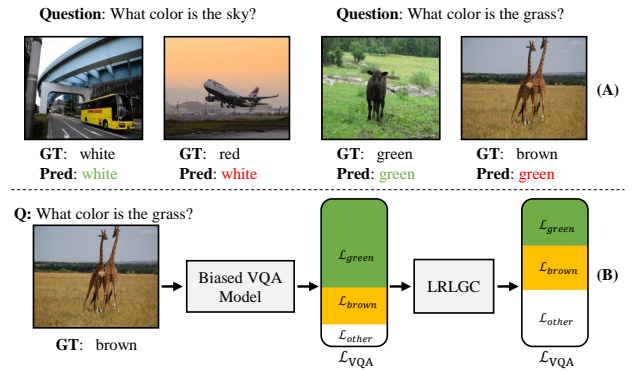 Question: What color is the sky?
Question: What color is the grass?
(A)
GT: white
Pred: white
GT: red
Pred: white
GT: green
Pred: green
GT: brown
Pred: green
Q: What color is the grass?
GT: brown
Biased VQA
Model
ℒgreen
ℒbrown
ℒother
ℒVQA
LRLGC
ℒgreen
ℒbrown
ℒother
ℒVQA
(B)